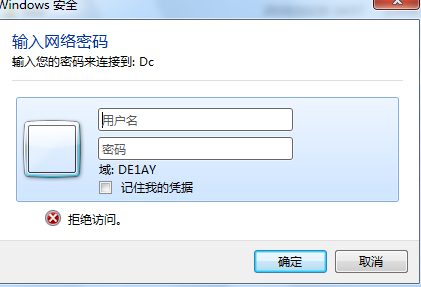 Windows 安全
输入网络密码
输入您的密码来连接到: Dc
用户名
密码
域: DE1AY
记住我的凭据
拒绝访问。
确定
取消